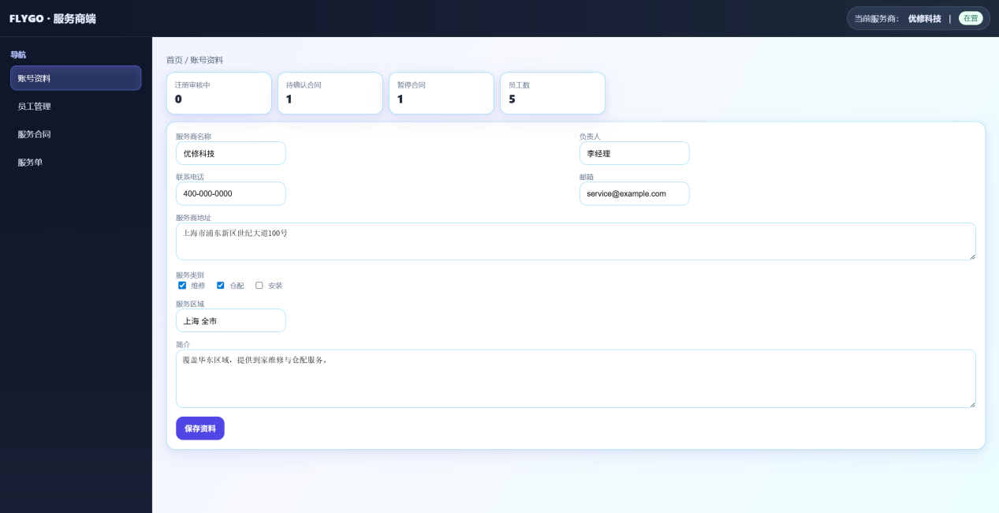 FLYGO · 服务商端
当前服务商： 优修科技 | 在营
导航
账号资料
员工管理
服务合同
服务单
首页 / 账号资料
注册审核中
0
待确认合同
1
暂停合同
1
员工数
5
服务商名称
优修科技
负责人
李经理
联系电话
400-000-0000
邮箱
service@example.com
服务商地址
上海市浦东新区世纪大道100号
服务类别
维修 仓配 安装
服务区域
上海 全市
简介
覆盖华东区域，提供到家维修与仓配服务。
保存资料